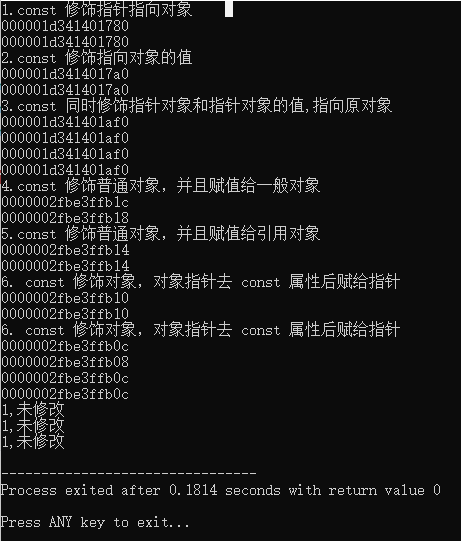 1.const 修饰指针指向对象
000001d341401780
000001d341401780
2.const 修饰指向对象的值
000001d3414017a0
000001d3414017a0
3.const 同时修饰指针对象和指针对象的值,指向原对象
000001d341401af0
000001d341401af0
000001d341401af0
000001d341401af0
4.const 修饰普通对象，并且赋值给一般对象
0000002fbe3ffb1c
0000002fbe3ffb18
5.const 修饰普通对象，并且赋值给引用对象
0000002fbe3ffb14
0000002fbe3ffb14
6. const 修饰对象，对象指针去 const 属性后赋给指针
0000002fbe3ffb10
0000002fbe3ffb10
6. const 修饰对象，对象指针去 const 属性后赋给指针
0000002fbe3ffb0c
0000002fbe3ffb08
0000002fbe3ffb0c
0000002fbe3ffb0c
1,未修改
1,未修改
1,未修改
--------------------------------
Process exited after 0.1814 seconds with return value 0
Press ANY key to exit...